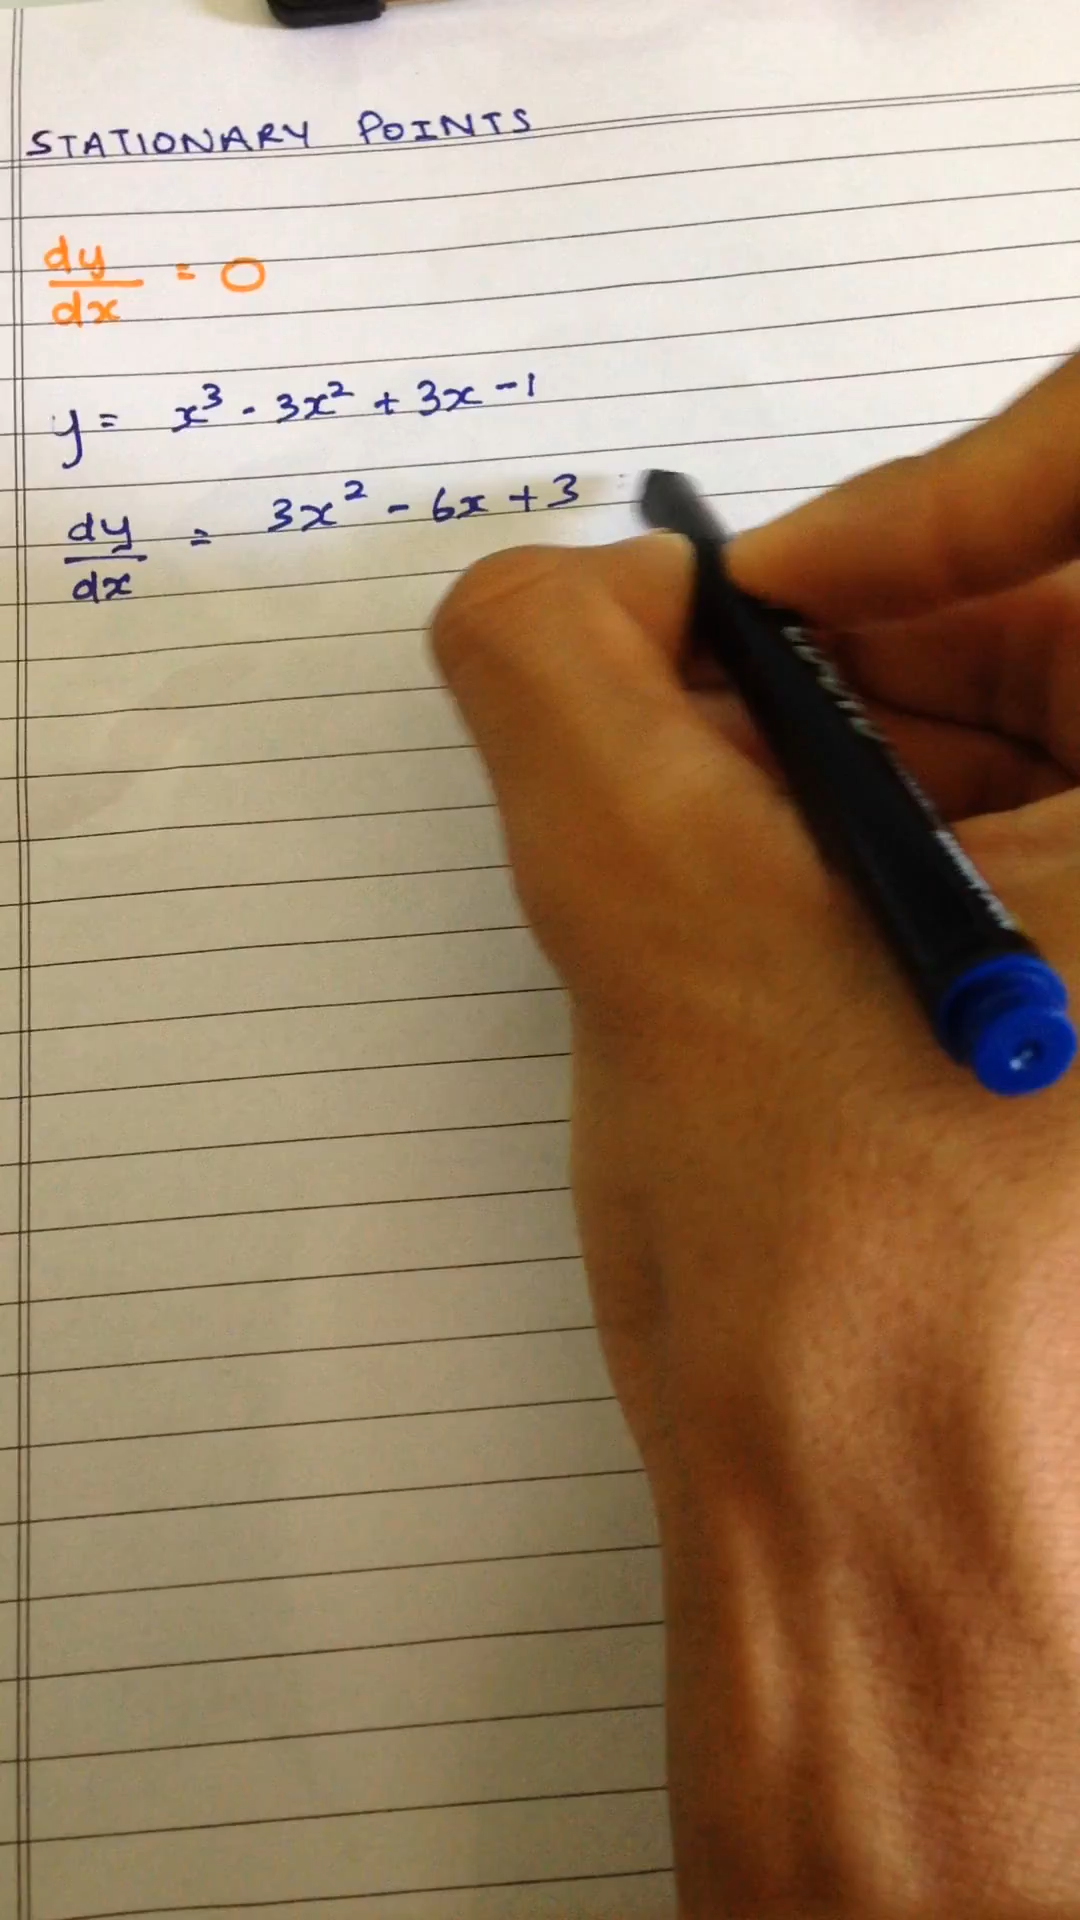 STATIONARY POINTS
dy/dx = 0
y = x³ - 3x² + 3x - 1
dy/dx = 3x² - 6x + 3